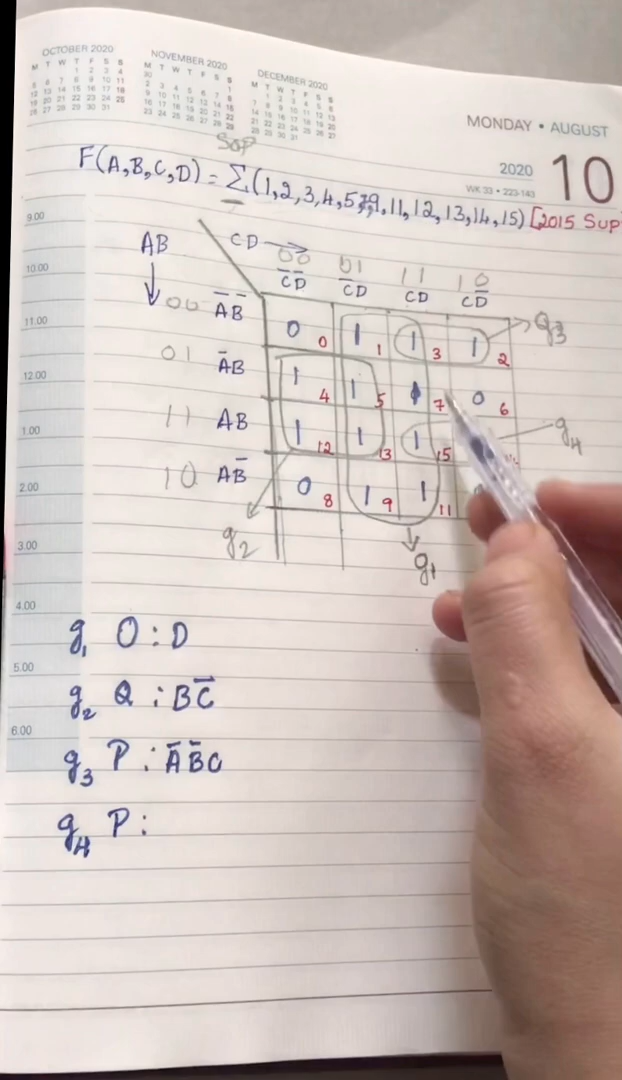 OCTOBER 2020
NOVEMBER 2020
DECEMBER 2020
M T W T F S S
MONDAY • AUGUST
2020
10
WK 33 • 223-143
SOP
F(A,B,C,D) = Σ(1,2,3,4,5,7,9,11,12,13,14,15) [2015 Sup
9.00
AB
CD
00 01 11 10
C̅D̅ C̅D CD CD̅
10.00
00 A̅B̅ 0 0 1 1 1 3 1 2 g3
11.00
01 A̅B 1 4 1 5 1 7 0 6
12.00
11 AB 1 12 1 13 1 15 g4
1.00
10 AB̅ 0 8 1 9 1 11
2.00
g2 g1
3.00
4.00
g1 O : D
5.00
g2 Q : BC̅
6.00
g3 P : A̅B̅C
g4 P :